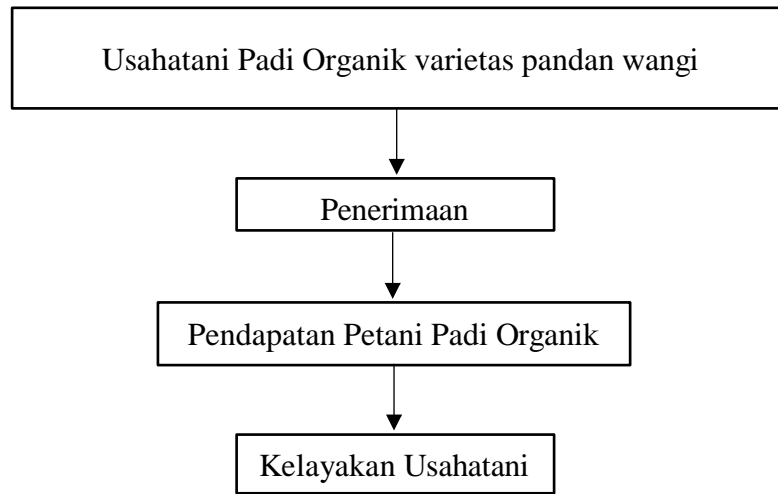 Usahatani Padi Organik varietas pandan wangi
Penerimaan
Pendapatan Petani Padi Organik
Kelayakan Usahatani